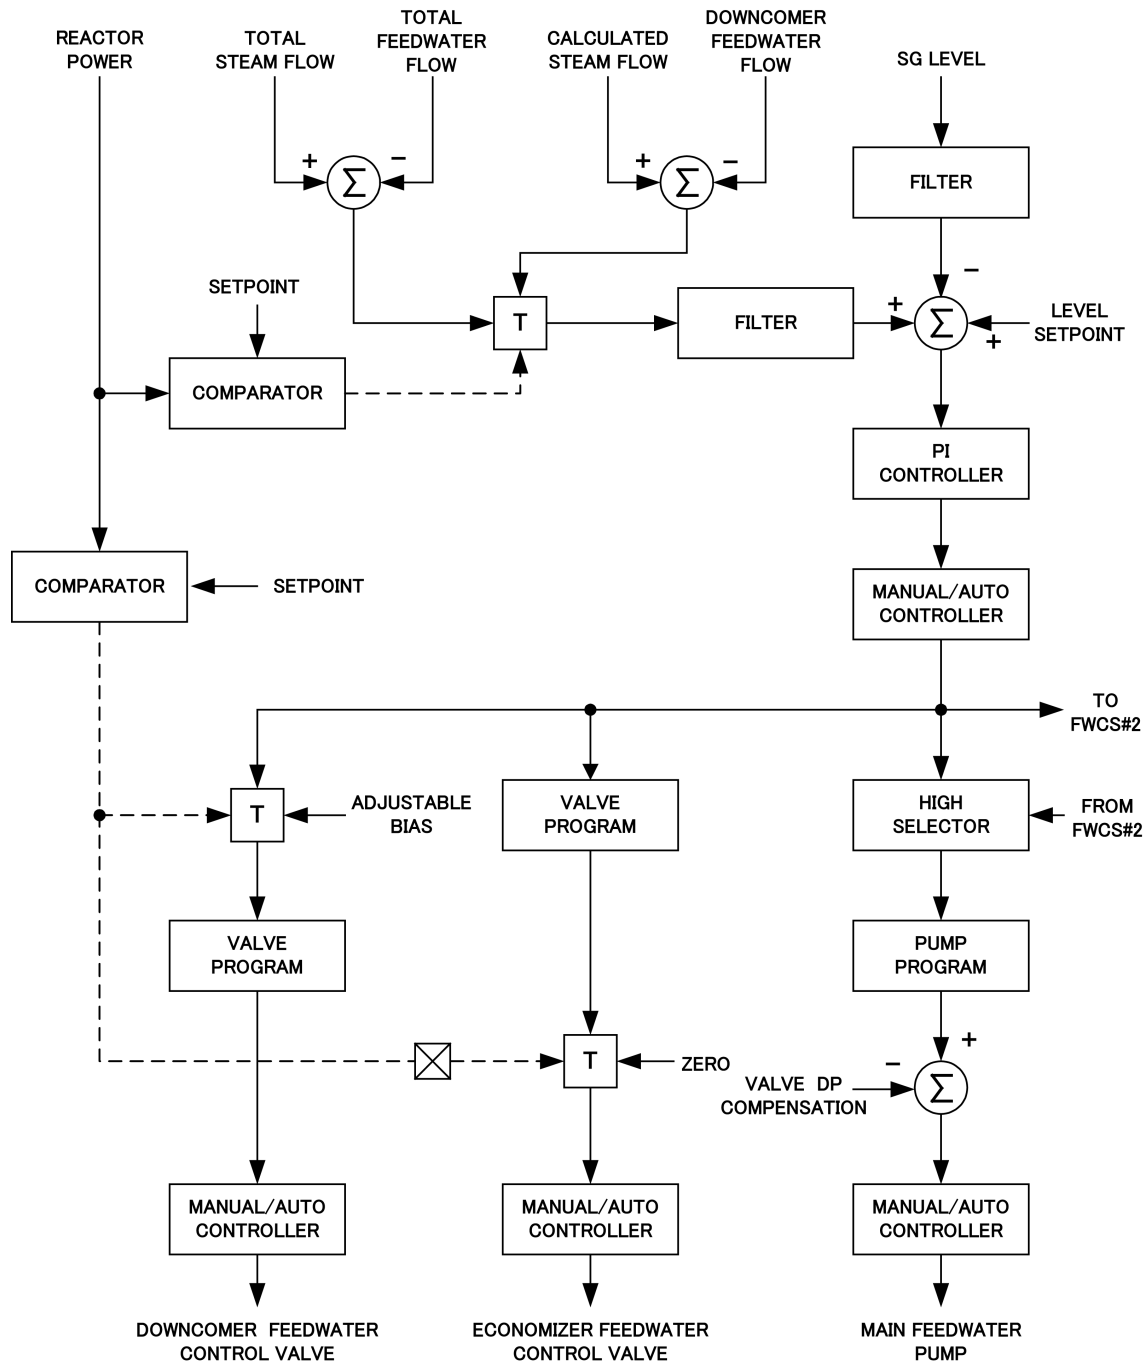 REACTOR
POWER
TOTAL
STEAM FLOW
TOTAL
FEEDWATER
FLOW
CALCULATED
STEAM FLOW
DOWNCOMER
FEEDWATER
FLOW
SG LEVEL
+
−
Σ
+
−
Σ
FILTER
SETPOINT
−
T
FILTER
+
Σ
+
LEVEL
SETPOINT
COMPARATOR
PI
CONTROLLER
COMPARATOR
SETPOINT
MANUAL/AUTO
CONTROLLER
TO
FWCS#2
T
ADJUSTABLE
BIAS
VALVE
PROGRAM
HIGH
SELECTOR
FROM
FWCS#2
VALVE
PROGRAM
PUMP
PROGRAM
T
ZERO
+
−
Σ
VALVE DP
COMPENSATION
MANUAL/AUTO
CONTROLLER
MANUAL/AUTO
CONTROLLER
MANUAL/AUTO
CONTROLLER
DOWNCOMER FEEDWATER
CONTROL VALVE
ECONOMIZER FEEDWATER
CONTROL VALVE
MAIN FEEDWATER
PUMP